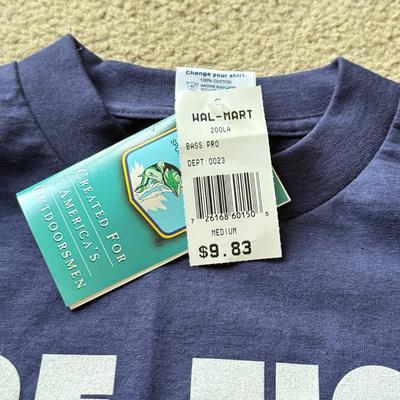 Change your shirt.
100% COTTON
WAL-MART
200LA
BASS PRO
DEPT:0023
7 26168 60150 6
MEDIUM
$9.83
CREATED FOR
AMERICA'S
OUTDOORSMEN